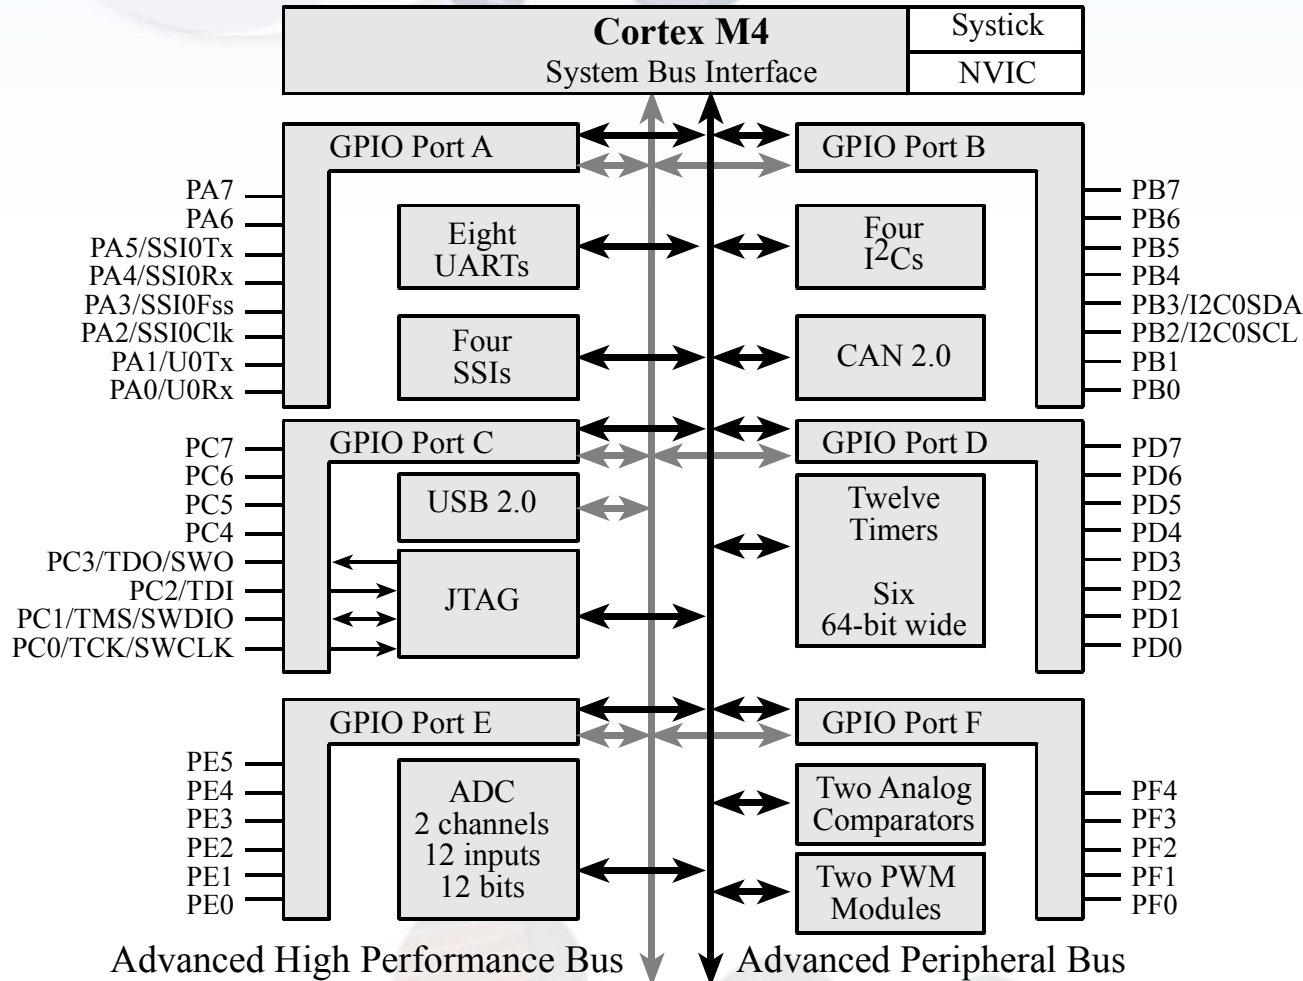 Cortex M4
System Bus Interface
Systick
NVIC
GPIO Port A
PA7
PA6
PA5/SSI0Tx
PA4/SSI0Rx
PA3/SSI0Fss
PA2/SSI0Clk
PA1/U0Tx
PA0/U0Rx
Eight
UARTs
Four
SSIs
GPIO Port B
Four
I2Cs
CAN 2.0
PB7
PB6
PB5
PB4
PB3/I2C0SDA
PB2/I2C0SCL
PB1
PB0
GPIO Port C
PC7
PC6
PC5
PC4
PC3/TDO/SWO
PC2/TDI
PC1/TMS/SWDIO
PC0/TCK/SWCLK
USB 2.0
JTAG
GPIO Port D
Twelve
Timers
Six
64-bit wide
PD7
PD6
PD5
PD4
PD3
PD2
PD1
PD0
GPIO Port E
PE5
PE4
PE3
PE2
PE1
PE0
ADC
2 channels
12 inputs
12 bits
GPIO Port F
Two Analog
Comparators
Two PWM
Modules
PF4
PF3
PF2
PF1
PF0
Advanced High Performance Bus
Advanced Peripheral Bus